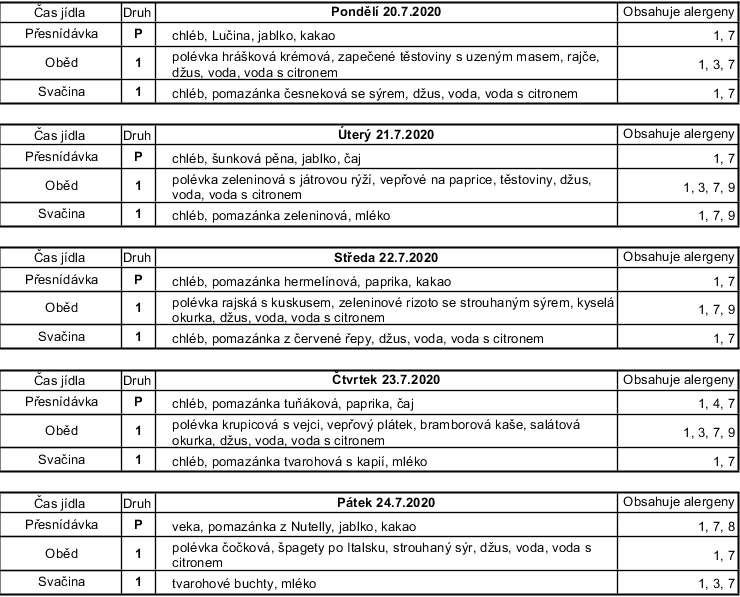 Čas jídla Druh Pondělí 20.7.2020 Obsahuje alergeny
Přesnídávka P chléb, Lučina, jablko, kakao 1, 7
Oběd 1 polévka hrášková krémová, zapečené těstoviny s uzeným masem, rajče, 1, 3, 7
džus, voda, voda s citronem
Svačina 1 chléb, pomazánka česneková se sýrem, džus, voda, voda s citronem 1, 7
Čas jídla Druh Úterý 21.7.2020 Obsahuje alergeny
Přesnídávka P chléb, šunková pěna, jablko, čaj 1, 7
Oběd 1 polévka zeleninová s játrovou rýží, vepřové na paprice, těstoviny, džus, 1, 3, 7, 9
voda, voda s citronem
Svačina 1 chléb, pomazánka zeleninová, mléko 1, 7, 9
Čas jídla Druh Středa 22.7.2020 Obsahuje alergeny
Přesnídávka P chléb, pomazánka hermelínová, paprika, kakao 1, 7
Oběd 1 polévka rajská s kuskusem, zeleninové rizoto se strouhaným sýrem, kyselá 1, 7, 9
okurka, džus, voda, voda s citronem
Svačina 1 chléb, pomazánka z červené řepy, džus, voda, voda s citronem 1, 7
Čas jídla Druh Čtvrtek 23.7.2020 Obsahuje alergeny
Přesnídávka P chléb, pomazánka tuňáková, paprika, čaj 1, 4, 7
Oběd 1 polévka krupicová s vejci, vepřový plátek, bramborová kaše, salátová 1, 3, 7, 9
okurka, džus, voda, voda s citronem
Svačina 1 chléb, pomazánka tvarohová s kapií, mléko 1, 7
Čas jídla Druh Pátek 24.7.2020 Obsahuje alergeny
Přesnídávka P veka, pomazánka z Nutelly, jablko, kakao 1, 7, 8
Oběd 1 polévka čočková, špagety po Italsku, strouhaný sýr, džus, voda, voda s 1, 7
citronem
Svačina 1 tvarohové buchty, mléko 1, 3, 7